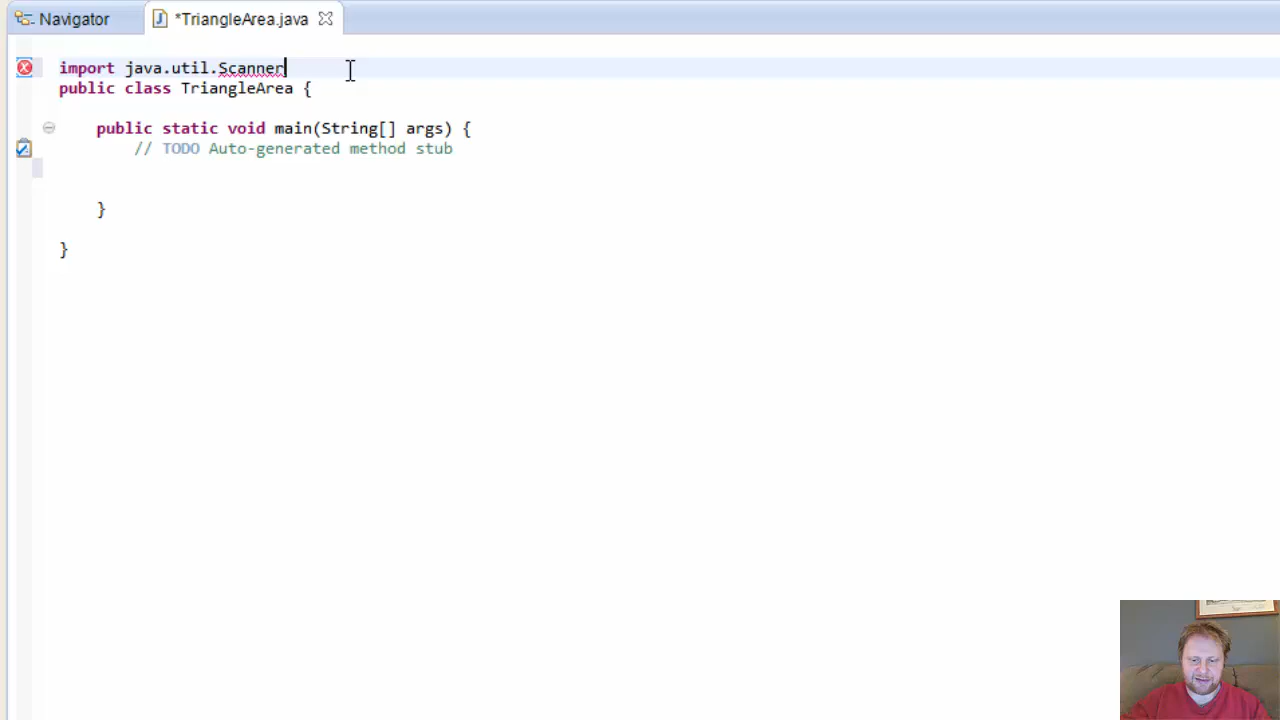 Navigator
*TriangleArea.java
import java.util.Scanner
public class TriangleArea {
public static void main(String[] args) {
// TODO Auto-generated method stub
}
}